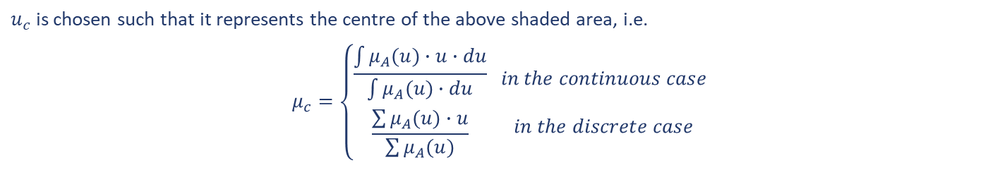 u_c is chosen such that it represents the centre of the above shaded area, i.e.
μ_c = { ∫ μ_A(u) · u · du / ∫ μ_A(u) · du in the continuous case
∑ μ_A(u) · u / ∑ μ_A(u) in the discrete case